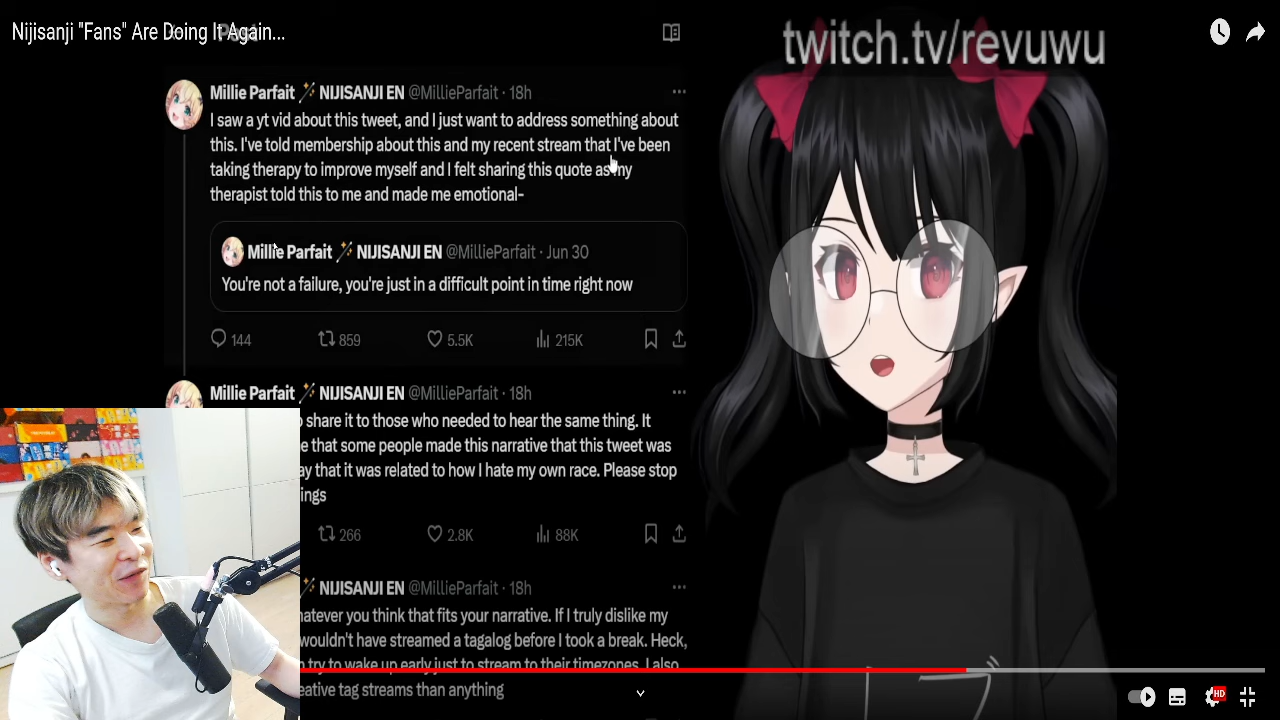 Nijisanji "Fans" Are Doing It Again...
twitch.tv/revuwu
Millie Parfait 🪄 NIJISANJI EN @MillieParfait · 18h
I saw a yt vid about this tweet, and I just want to address something about
this. I've told membership about this and my recent stream that I've been
taking therapy to improve myself and I felt sharing this quote as my
therapist told this to me and made me emotional-
Millie Parfait 🪄 NIJISANJI EN @MillieParfait · Jun 30
You're not a failure, you're just in a difficult point in time right now
144 859 5.5K 215K
Millie Parfait 🪄 NIJISANJI EN @MillieParfait · 18h
share it to those who needed to hear the same thing. It
that some people made this narrative that this tweet was
that it was related to how I hate my own race. Please stop
266 2.8K 88K
NIJISANJI EN @MillieParfait · 18h
you think that fits your narrative. If I truly dislike my
wouldn't have streamed a tagalog before I took a break. Heck,
try to wake up early just to stream to their timezones. I also
tag streams than anything
HD